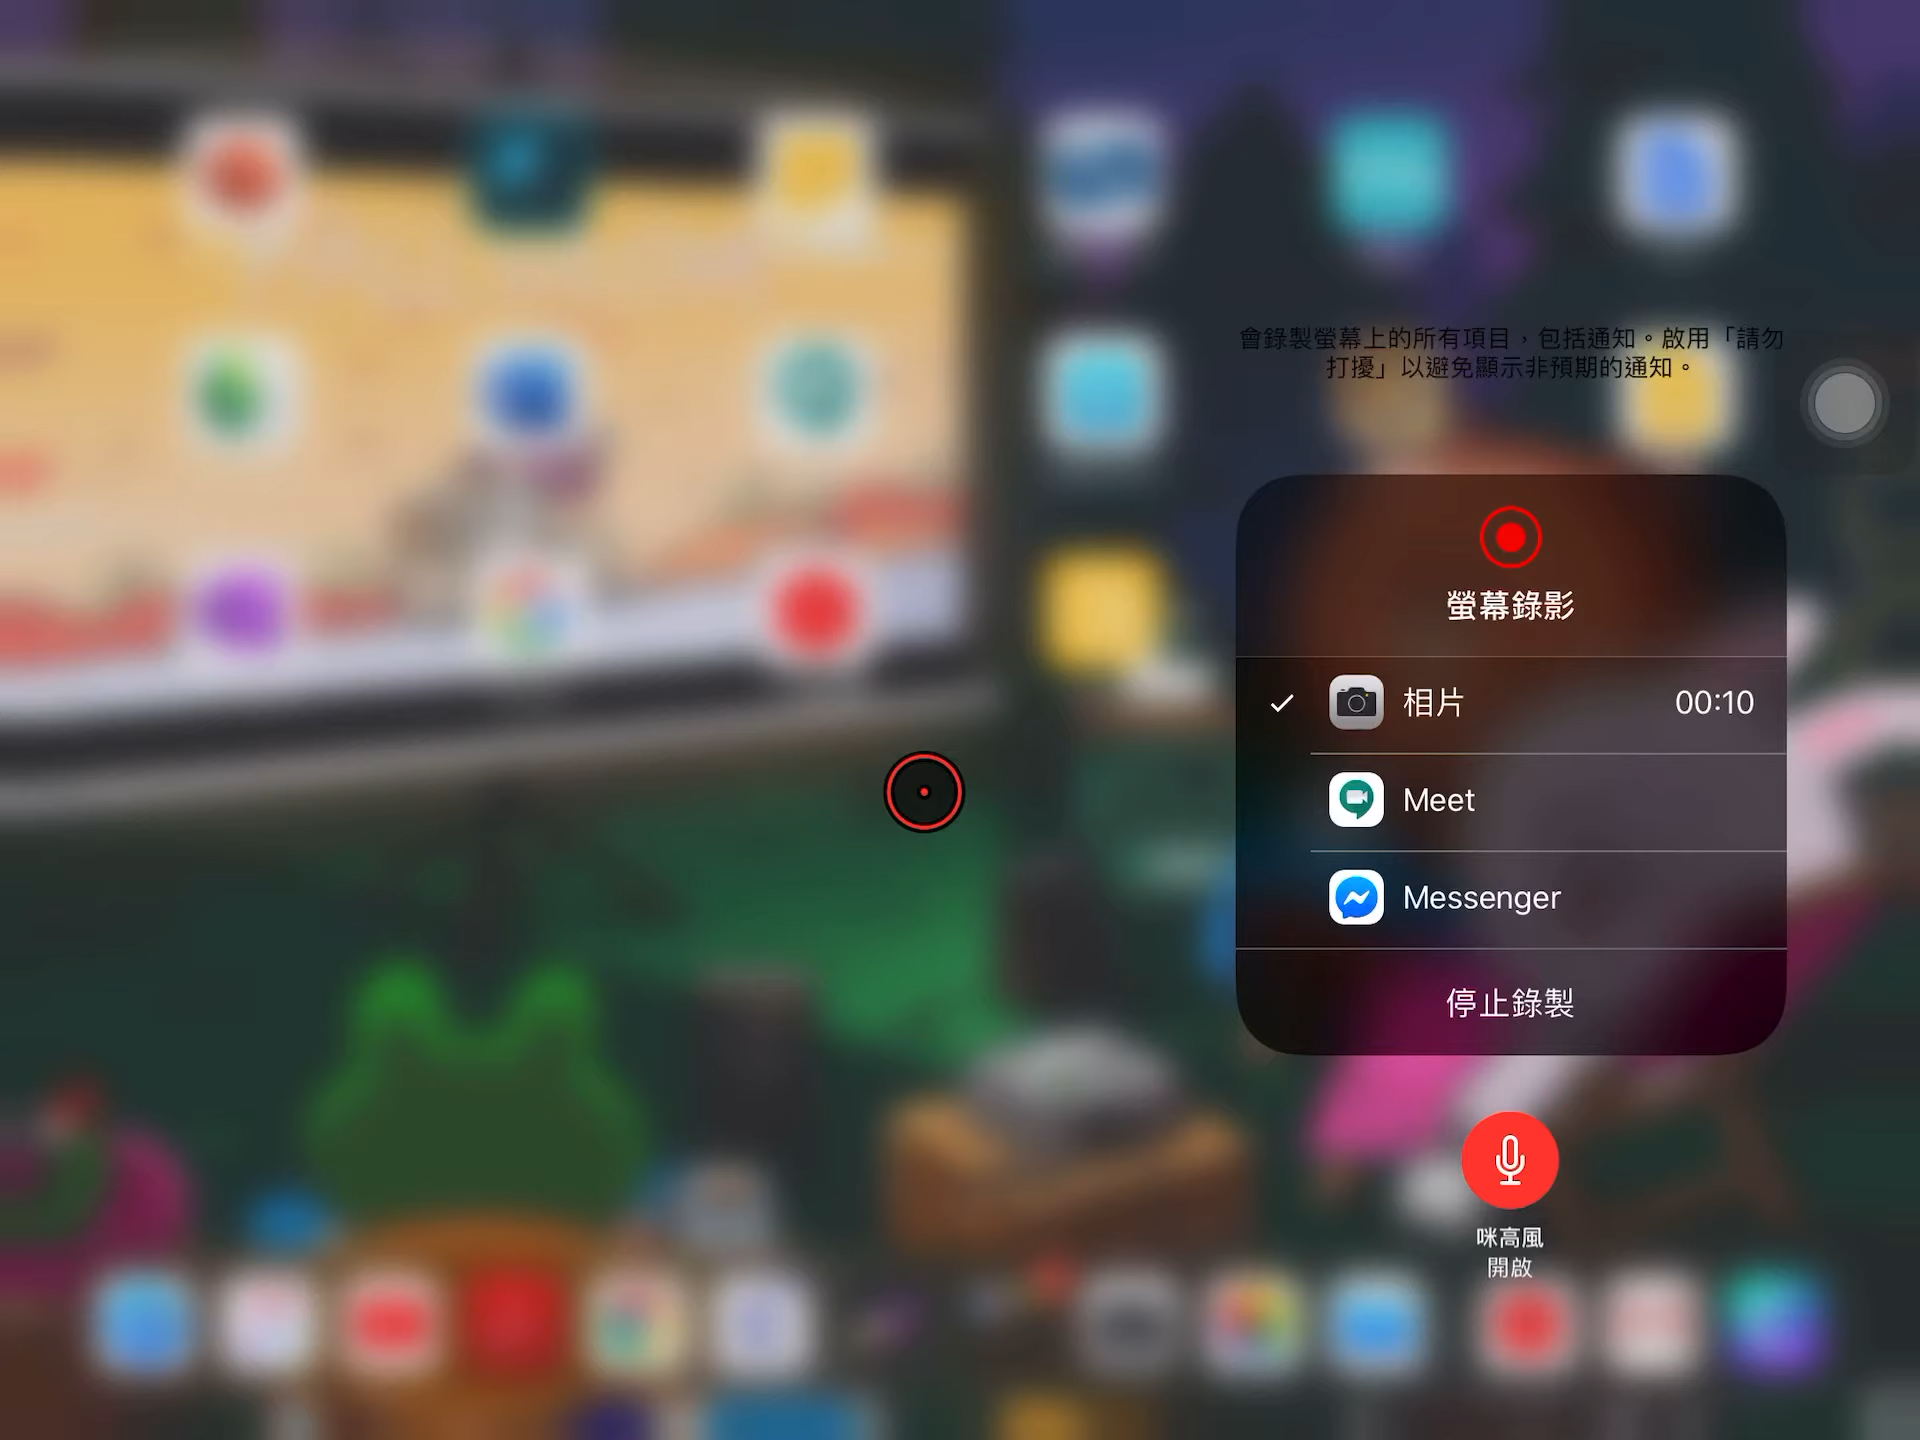 會錄製螢幕上的所有項目，包括通知。啟用「請勿
打擾」以避免顯示非預期的通知。
螢幕錄影
相片 00:10
Meet
Messenger
停止錄製
咪高風
開啟